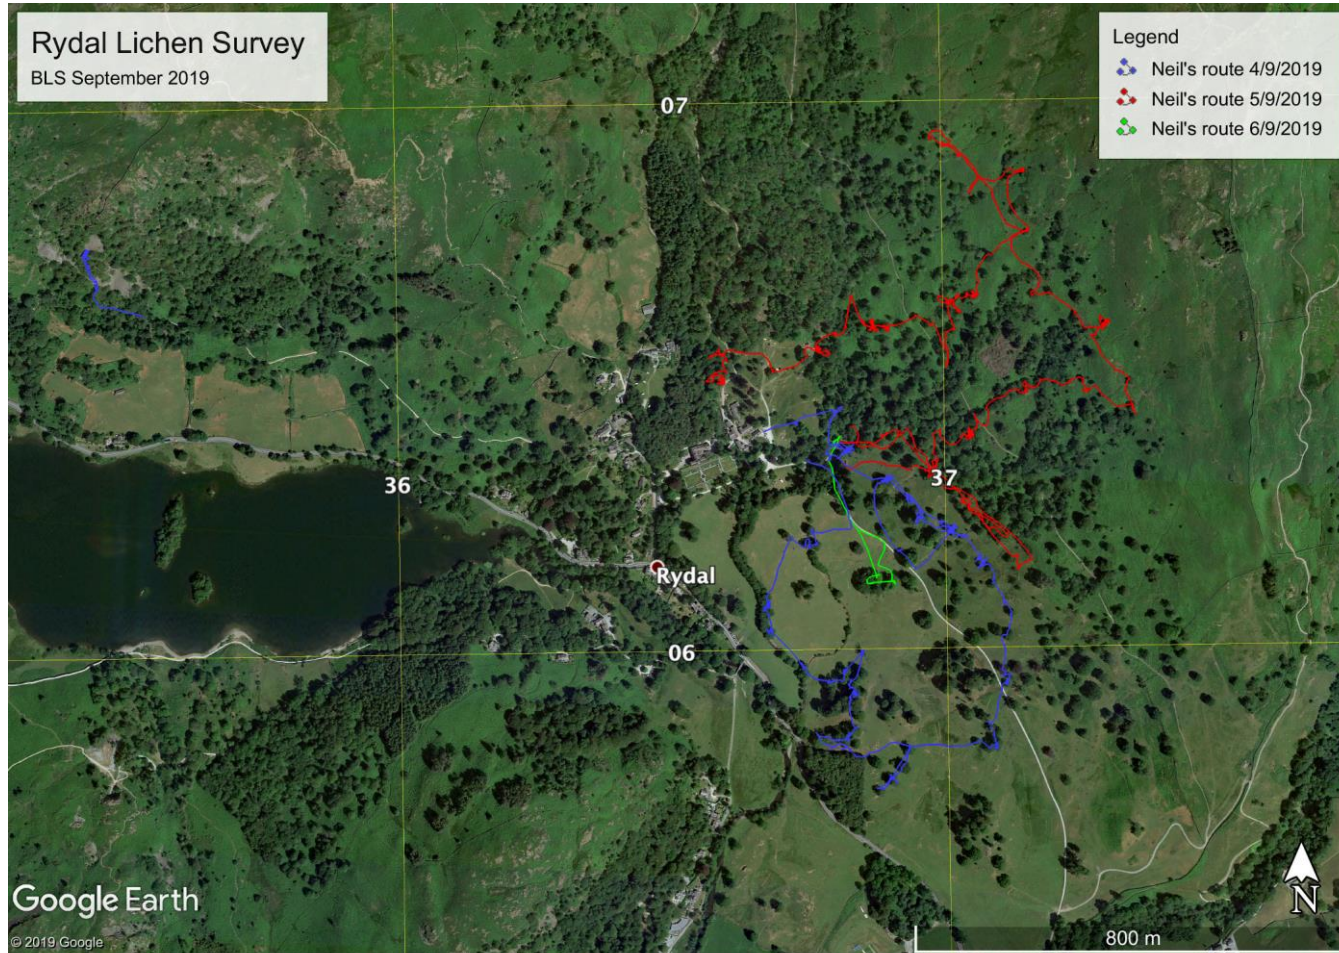 Rydal Lichen Survey
BLS September 2019
Legend
Neil's route 4/9/2019
Neil's route 5/9/2019
Neil's route 6/9/2019
07
36
37
Rydal
06
Google Earth
N
© 2019 Google
800 m